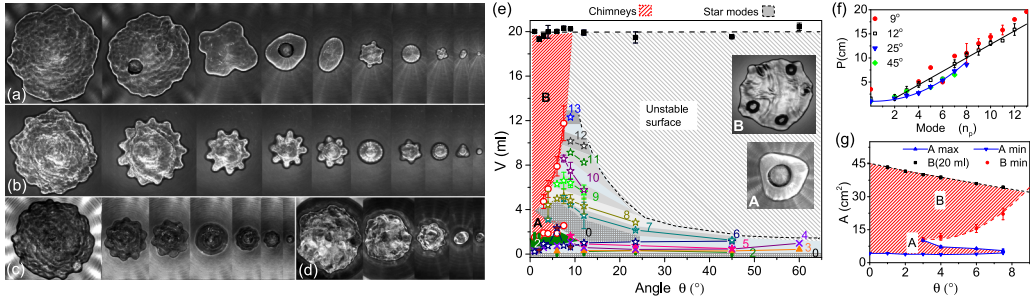 (a)
(b)
(c)
(d)
(e)
Chimneys Star modes
V (ml)
20
16
12
8
4
0
B
A
13
12
11
10
9
8
7
6
5
4
3
2
0
0
2
Unstable
surface
B
A
0 10 20 30 40 50 60
Angle θ (°)
(f)
P(cm)
20
15
10
5
0
9°
12°
25°
45°
0 2 4 6 8 10 12
Mode (n_p)
(g)
A max A min
B(20 ml) B min
A (cm²)
45
30
15
0
B
A
0 2 4 6 8
θ (°)